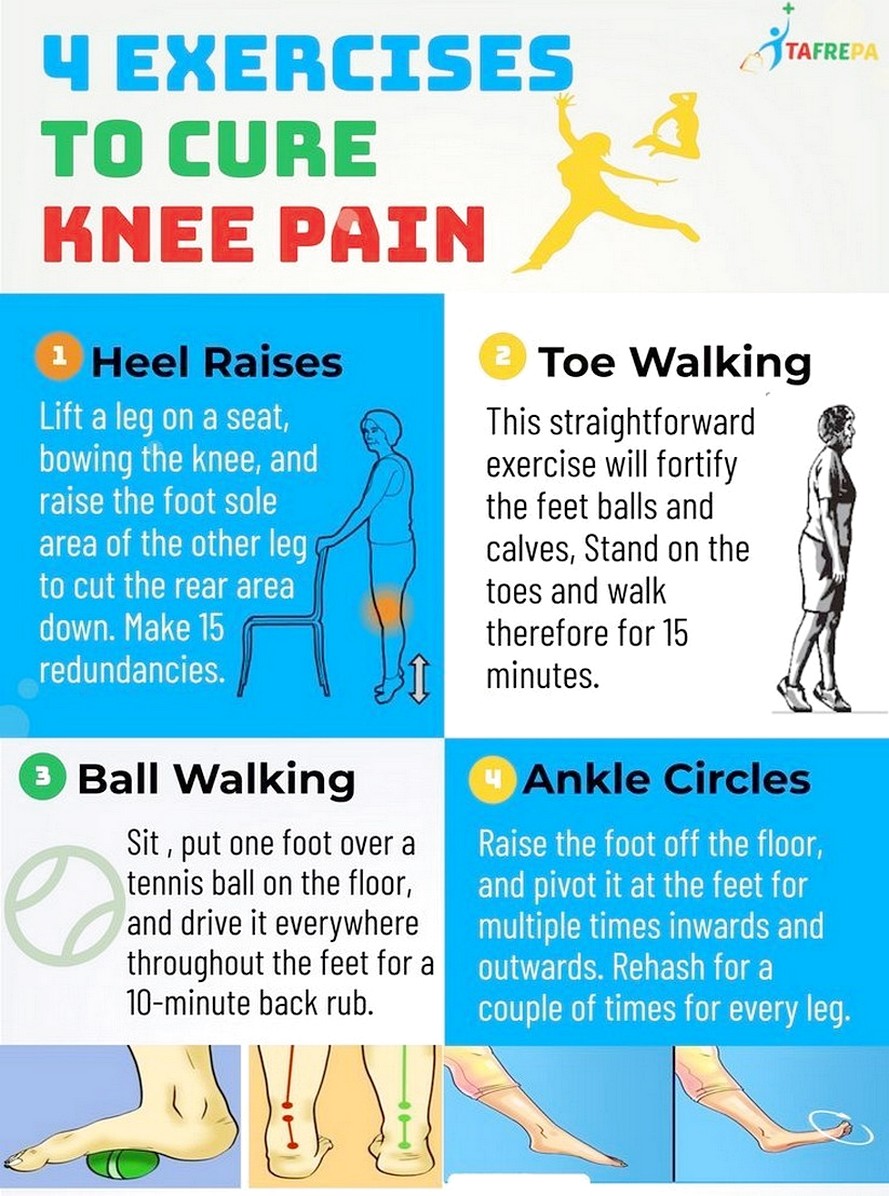 4 EXERCISES
TO CURE
KNEE PAIN
TAFREPA
1 Heel Raises
Lift a leg on a seat,
bowing the knee, and
raise the foot sole
area of the other leg
to cut the rear area
down. Make 15
redundancies.
2 Toe Walking
This straightforward
exercise will fortify
the feet balls and
calves, Stand on the
toes and walk
therefore for 15
minutes.
3 Ball Walking
Sit , put one foot over a
tennis ball on the floor,
and drive it everywhere
throughout the feet for a
10-minute back rub.
4 Ankle Circles
Raise the foot off the floor,
and pivot it at the feet for
multiple times inwards and
outwards. Rehash for a
couple of times for every leg.